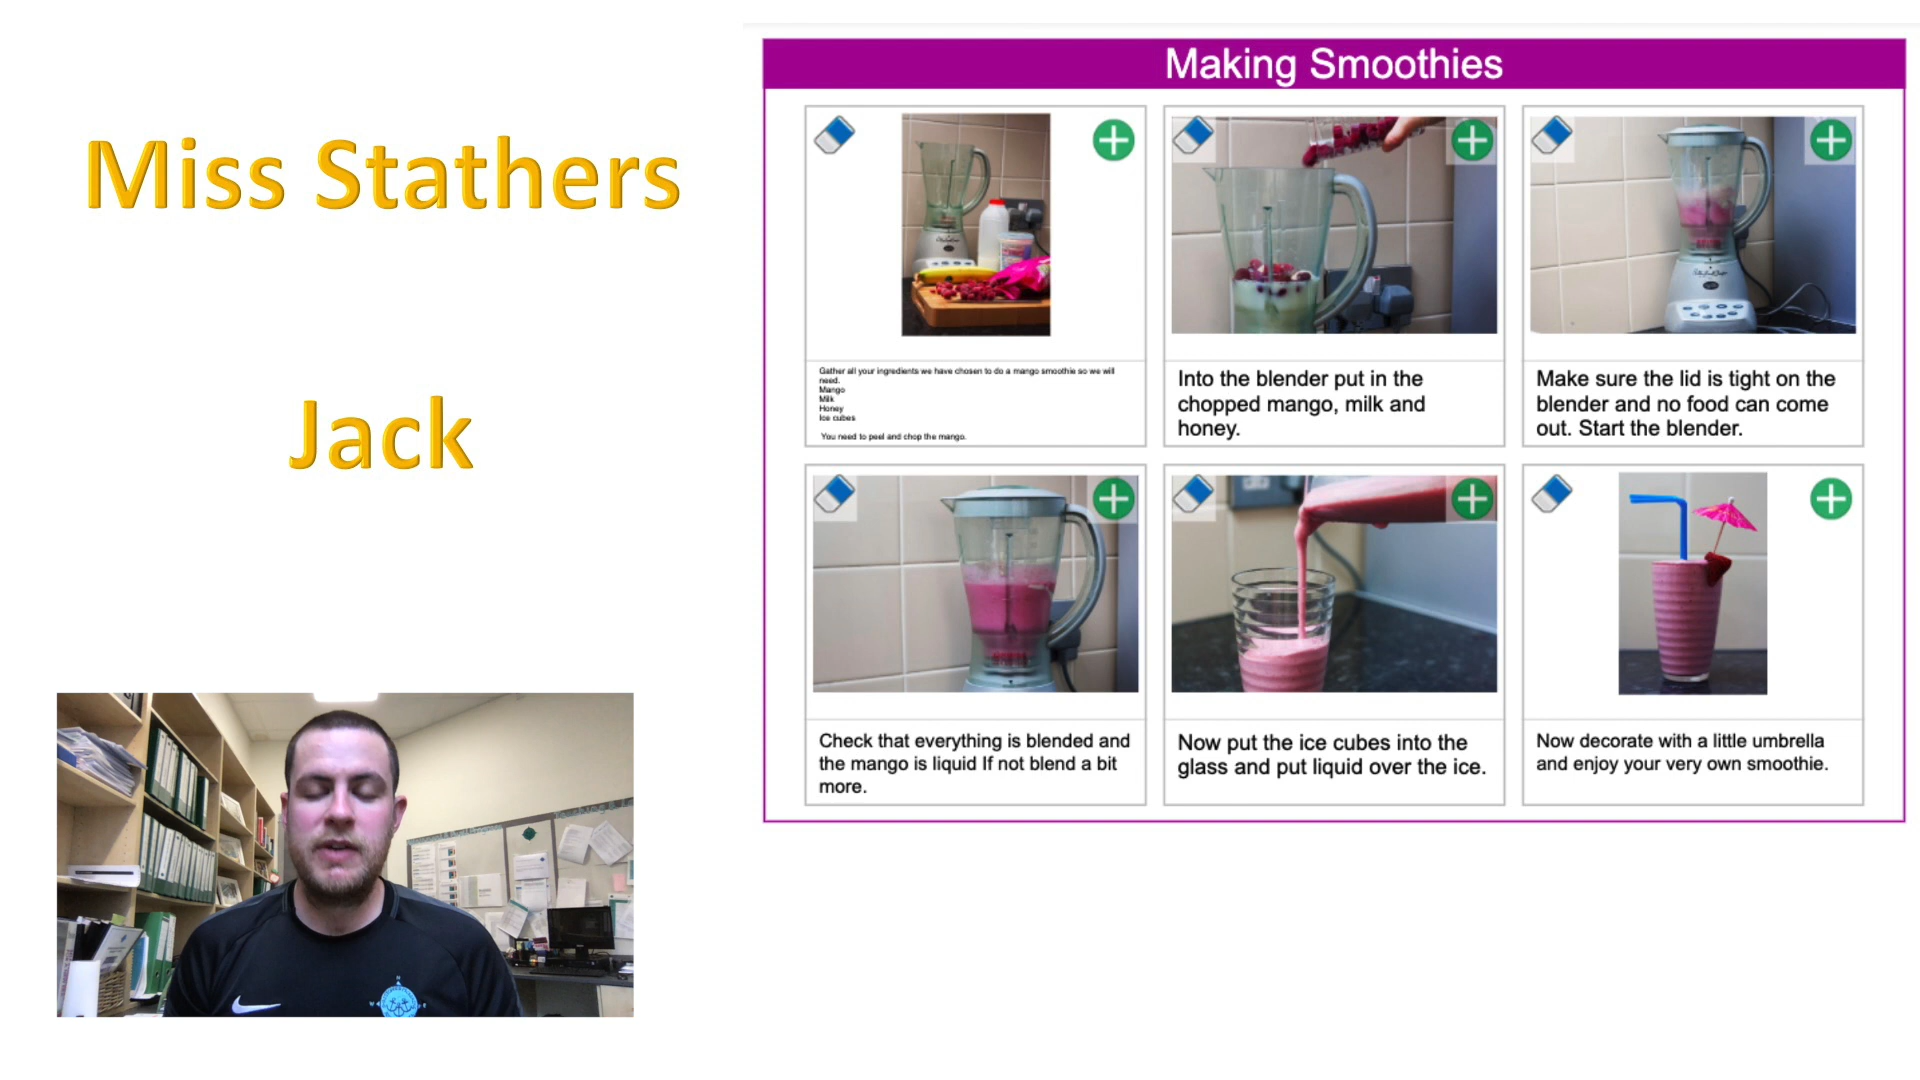 Miss Stathers
Jack
Making Smoothies
Gather all your ingredients we have chosen to do a mango smoothie so we will
need.
Mango
Milk
Honey
Ice cubes
You need to peel and chop the mango.
Into the blender put in the
chopped mango, milk and
honey.
Make sure the lid is tight on the
blender and no food can come
out. Start the blender.
Check that everything is blended and
the mango is liquid If not blend a bit
more.
Now put the ice cubes into the
glass and put liquid over the ice.
Now decorate with a little umbrella
and enjoy your very own smoothie.